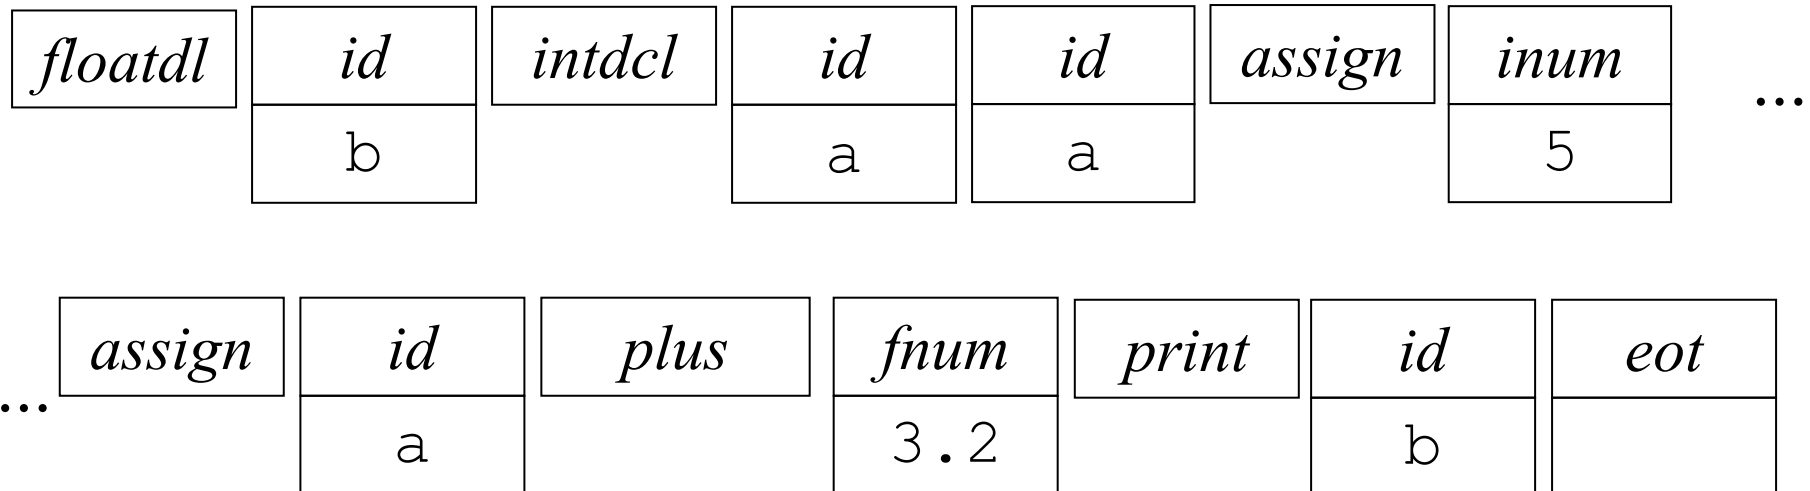 floatdl id intdcl id id assign inum
b a a 5 ...
... assign id plus fnum print id eot
a 3.2 b